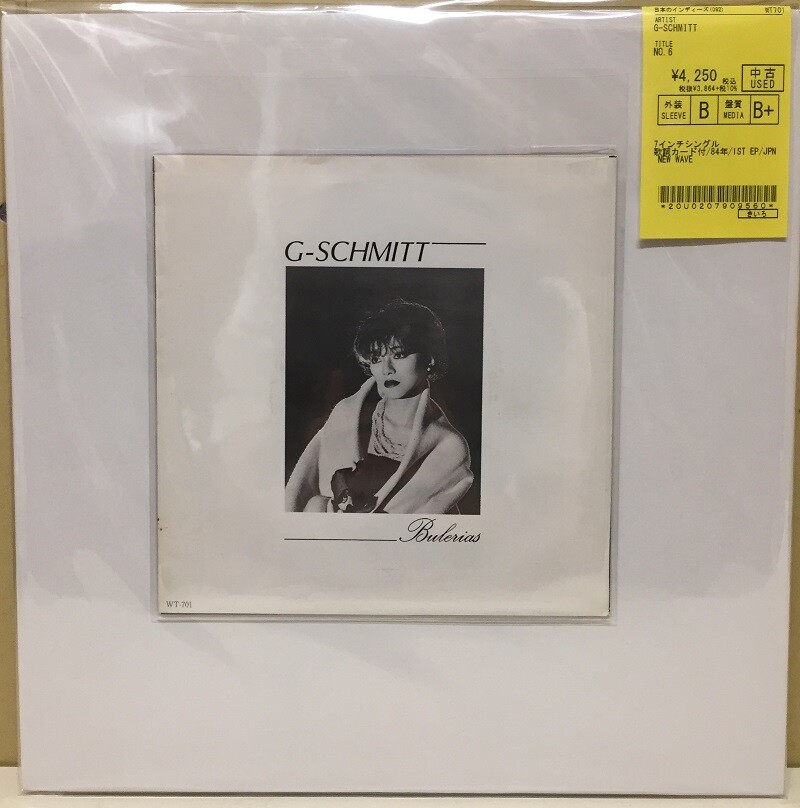 日本のインディーズ(992) WT701
ARTIST
G-SCHMITT
TITLE
NO. 6
¥4,250 税込
税抜¥3,864+税10%
中古
USED
外装
SLEEVE
B
盤質
MEDIA
B+
7インチシングル
歌詞カード付/84年/1ST EP/JPN
NEW WAVE
*20U0207909560*
きいろ
G-SCHMITT
Bulerias
WT-701